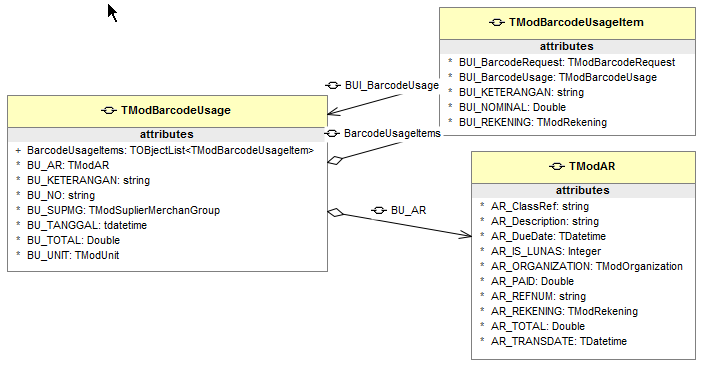 TModBarcodeUsageItem
attributes
* BUI_BarcodeRequest: TModBarcodeRequest
* BUI_BarcodeUsage: TModBarcodeUsage
* BUI_KETERANGAN: string
* BUI_NOMINAL: Double
* BUI_REKENING: TModRekening
BUI_BarcodeUsage
TModBarcodeUsage
attributes
+ BarcodeUsageItems: TOBjectList<TModBarcodeUsageItem>
* BU_AR: TModAR
* BU_KETERANGAN: string
* BU_NO: string
* BU_SUPMG: TModSuplierMerchanGroup
* BU_TANGGAL: tdatetime
* BU_TOTAL: Double
* BU_UNIT: TModUnit
BarcodeUsageItems
BU_AR
TModAR
attributes
* AR_ClassRef: string
* AR_Description: string
* AR_DueDate: TDatetime
* AR_IS_LUNAS: Integer
* AR_ORGANIZATION: TModOrganization
* AR_PAID: Double
* AR_REFNUM: string
* AR_REKENING: TModRekening
* AR_TOTAL: Double
* AR_TRANSDATE: TDatetime